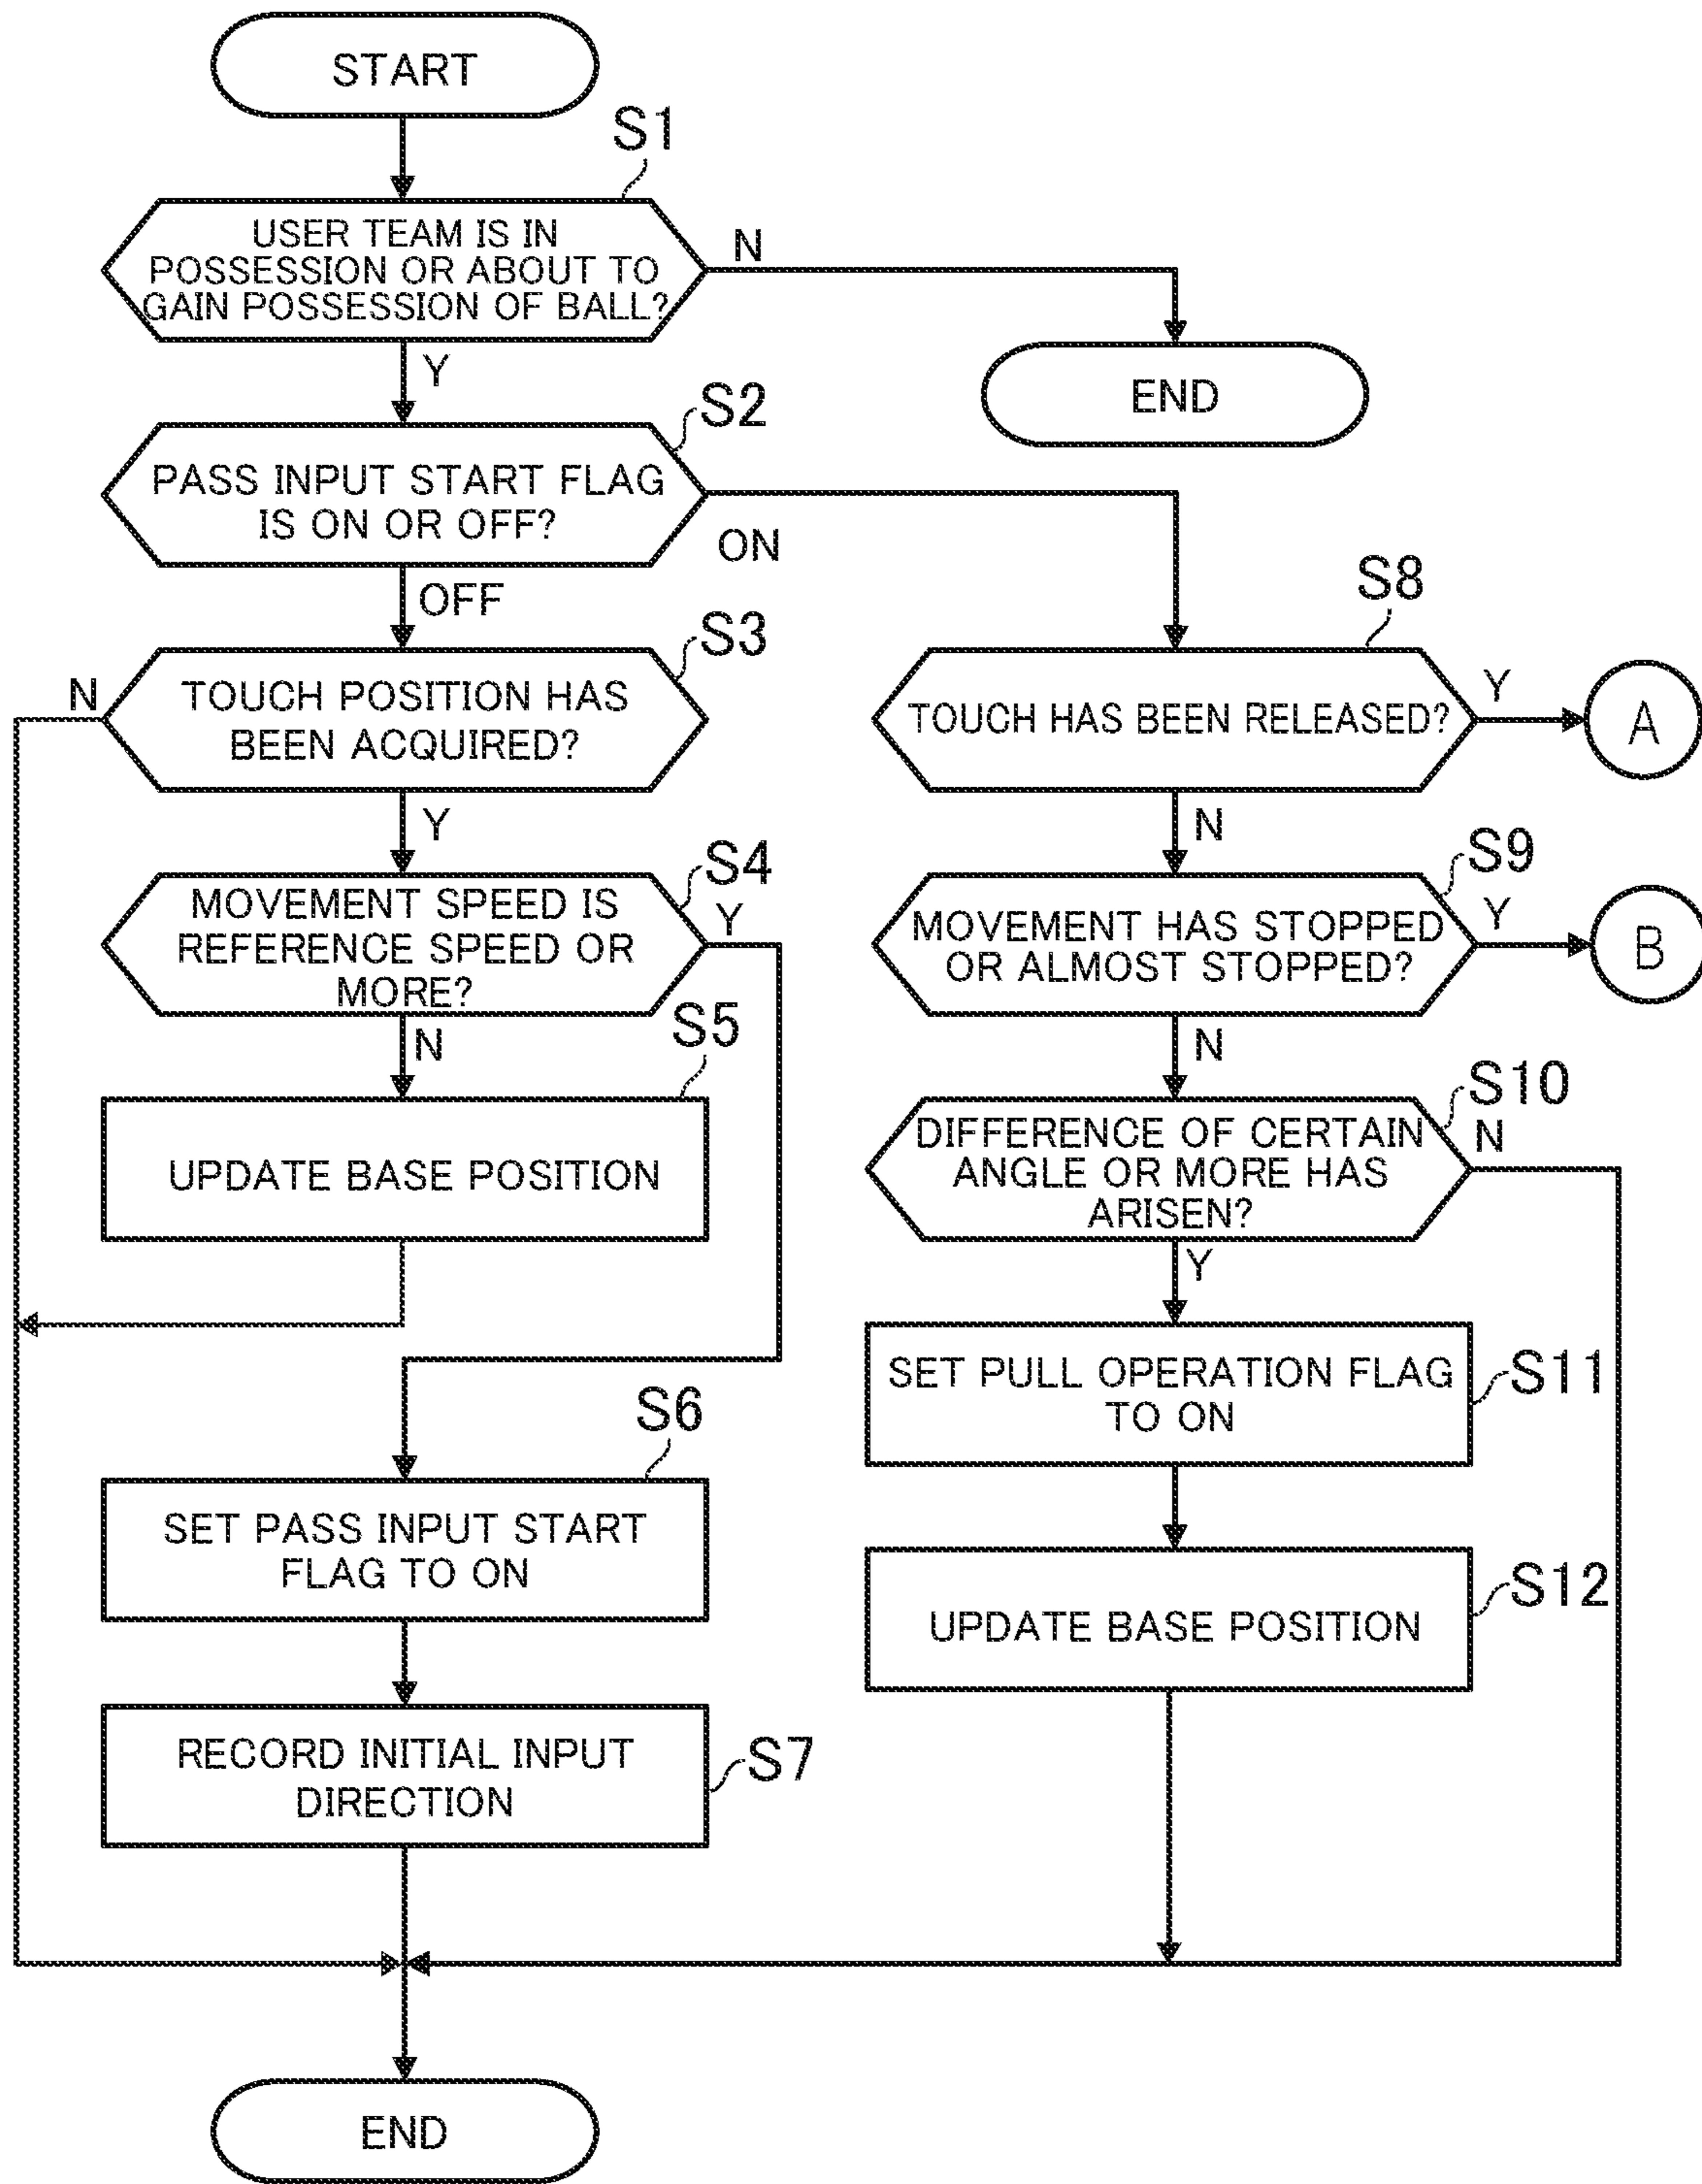 START
S1
USER TEAM IS IN
POSSESSION OR ABOUT TO
GAIN POSSESSION OF BALL?
N
Y
END
S2
PASS INPUT START FLAG
IS ON OR OFF?
ON
OFF
S3
N
TOUCH POSITION HAS
BEEN ACQUIRED?
Y
S4
MOVEMENT SPEED IS
REFERENCE SPEED OR
MORE?
Y
N
S5
UPDATE BASE POSITION
S6
SET PASS INPUT START
FLAG TO ON
RECORD INITIAL INPUT
DIRECTION
S7
S8
TOUCH HAS BEEN RELEASED?
Y
A
N
S9
MOVEMENT HAS STOPPED
OR ALMOST STOPPED?
Y
B
N
S10
DIFFERENCE OF CERTAIN
ANGLE OR MORE HAS
ARISEN?
N
Y
SET PULL OPERATION FLAG
TO ON
S11
UPDATE BASE POSITION
S12
END